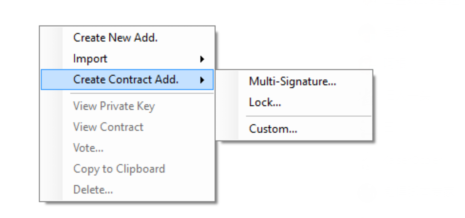 Create New Add.
Import
Create Contract Add.
View Private Key
View Contract
Vote...
Copy to Clipboard
Delete...
Multi-Signature...
Lock...
Custom...